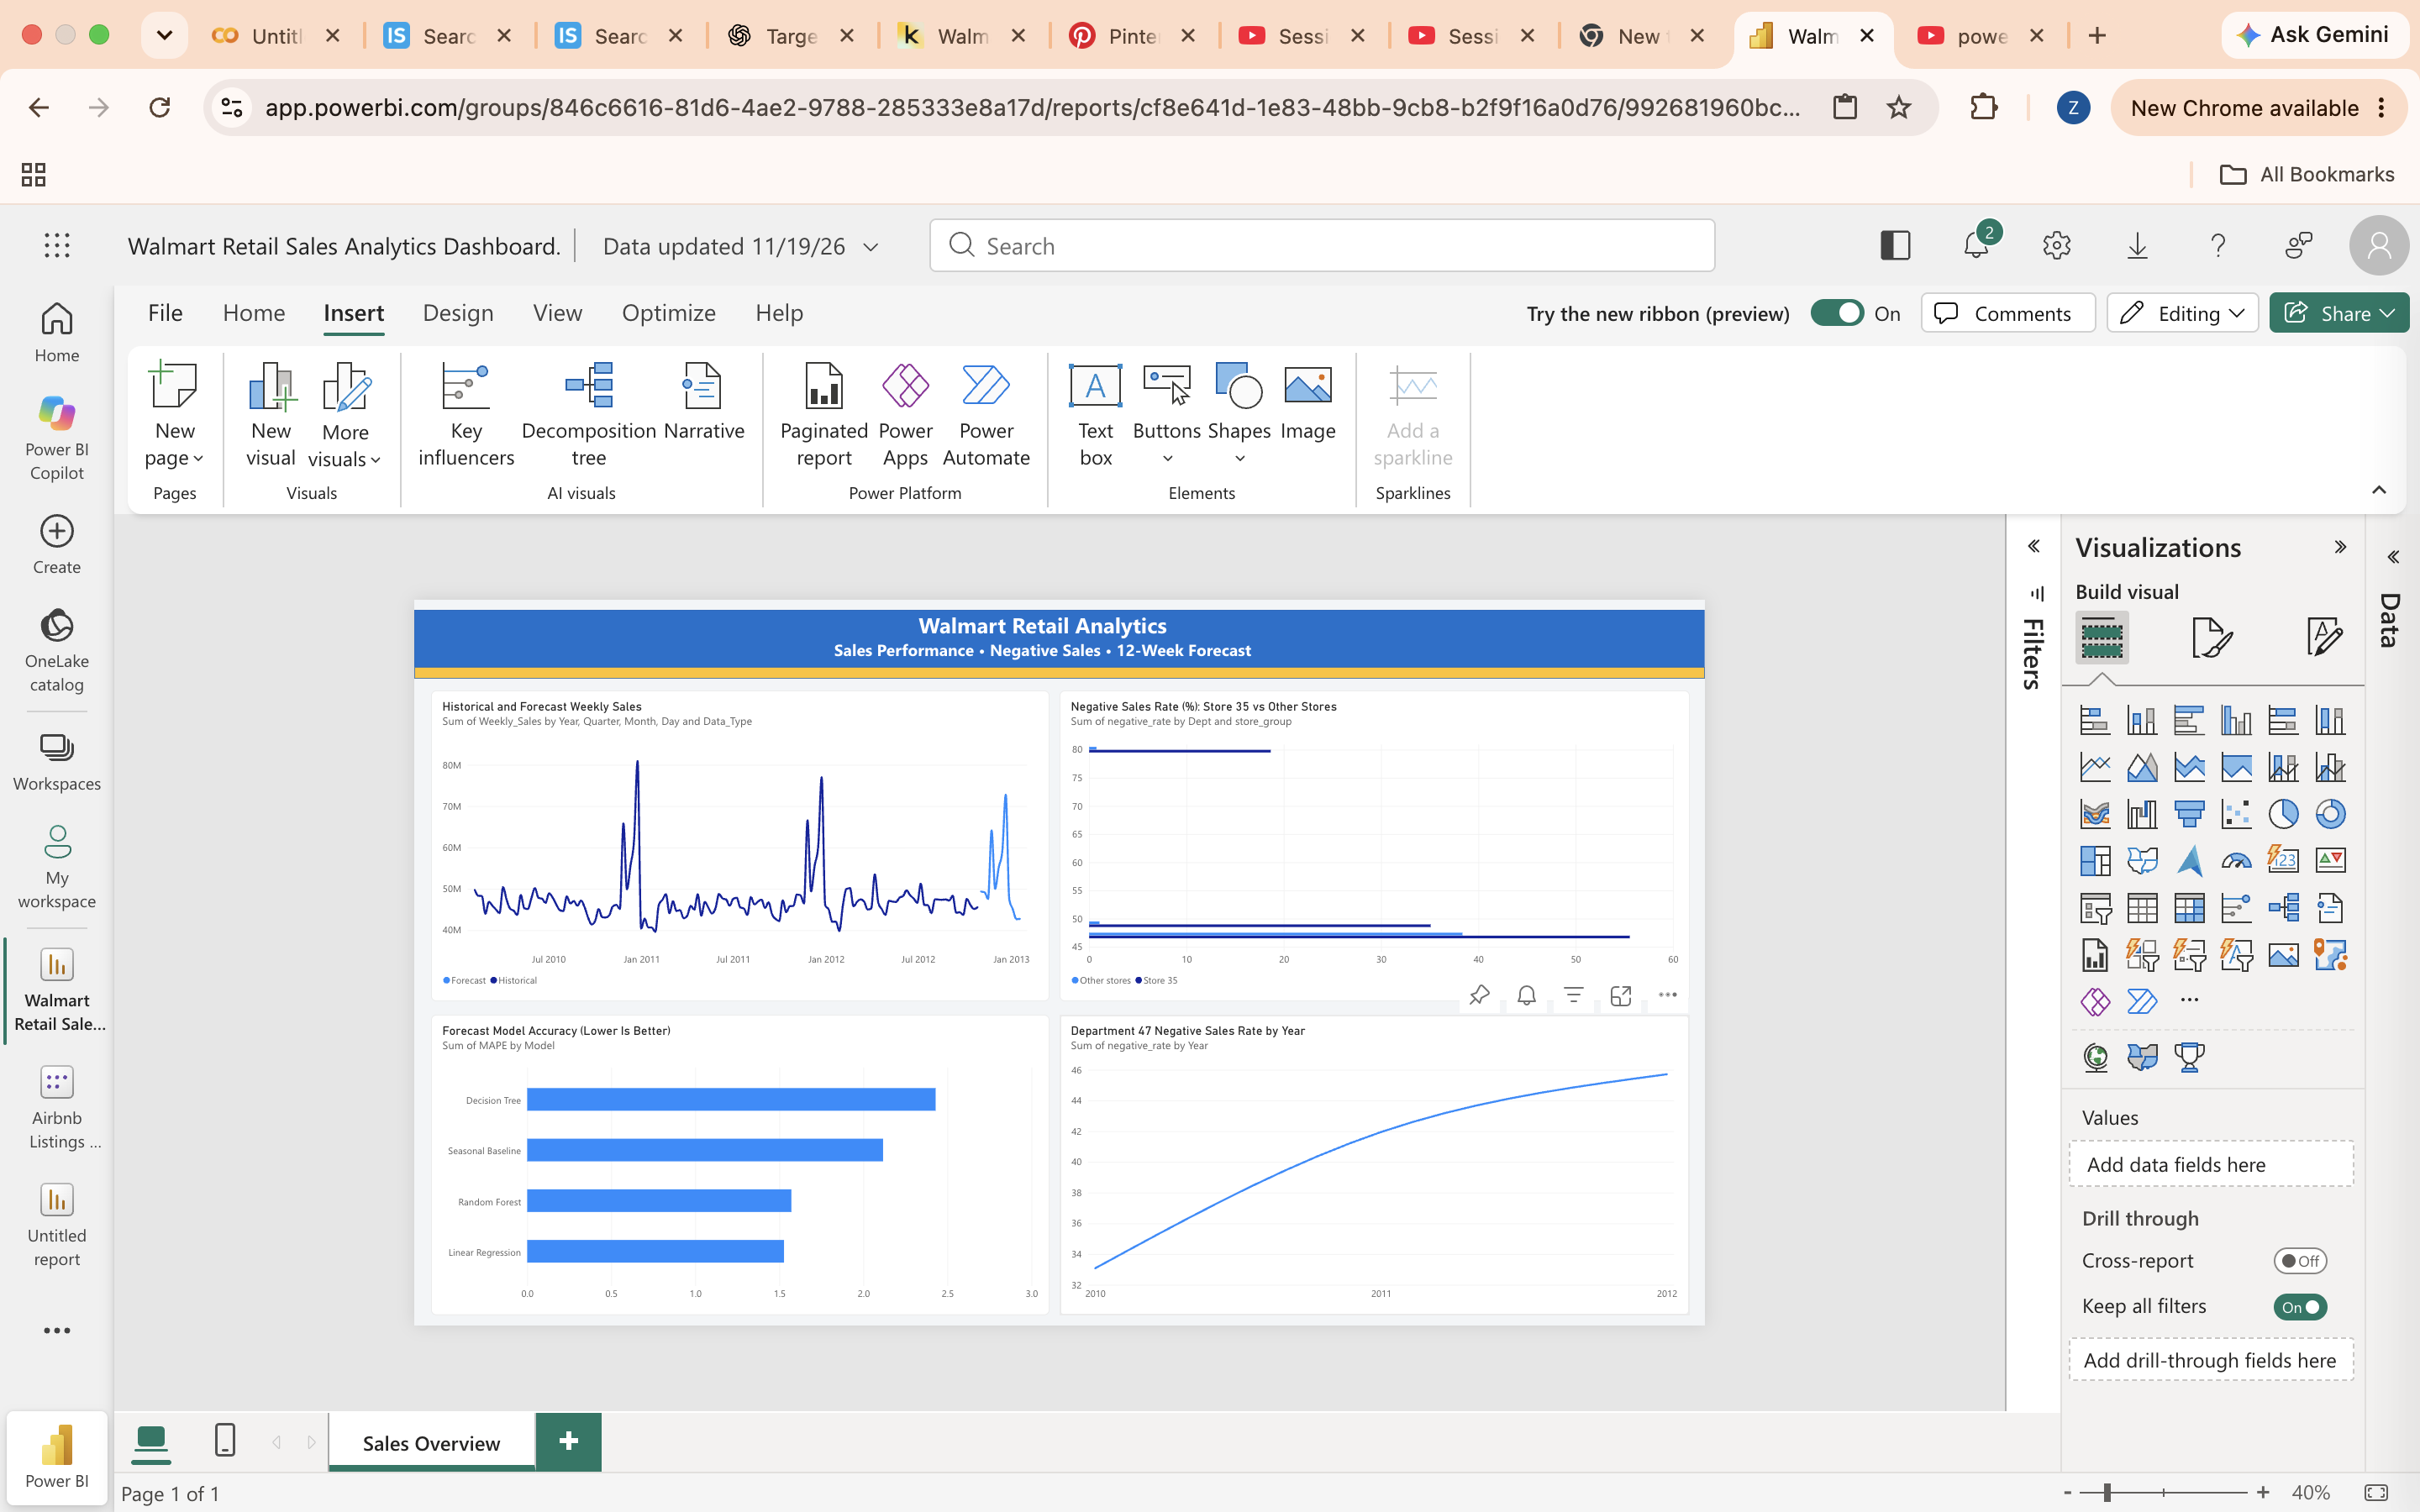 Untitl
Searc
Searc
Targe
Walm
Pinte
Sessi
Sessi
New
Walm
powe
Ask Gemini
app.powerbi.com/groups/846c6616-81d6-4ae2-9788-285333e8a17d/reports/cf8e641d-1e83-48bb-9cb8-b2f9f16a0d76/992681960bc...
Z
New Chrome available
All Bookmarks
Walmart Retail Sales Analytics Dashboard.
Data updated 11/19/26
Search
2
File
Home
Insert
Design
View
Optimize
Help
Try the new ribbon (preview)
On
Comments
Editing
Share
New page
New visual
More visuals
Key influencers
Decomposition tree
Narrative
Paginated report
Power Apps
Power Automate
Text box
Buttons
Shapes
Image
Add a sparkline
Pages
Visuals
AI visuals
Power Platform
Elements
Sparklines
Home
Power BI
Copilot
Create
OneLake
catalog
Workspaces
My
workspace
Walmart
Retail Sale...
Airbnb
Listings ...
Untitled
report
Power BI
Walmart Retail Analytics
Sales Performance • Negative Sales • 12-Week Forecast
Historical and Forecast Weekly Sales
Sum of Weekly_Sales by Year, Quarter, Month, Day and Data_Type
80M
70M
60M
50M
40M
Jul 2010
Jan 2011
Jul 2011
Jan 2012
Jul 2012
Jan 2013
Forecast
Historical
Negative Sales Rate (%): Store 35 vs Other Stores
Sum of negative_rate by Dept and store_group
80
75
70
65
60
55
50
45
0
10
20
30
40
50
60
Other stores
Store 35
Forecast Model Accuracy (Lower Is Better)
Sum of MAPE by Model
Decision Tree
Seasonal Baseline
Random Forest
Linear Regression
0.0
0.5
1.0
1.5
2.0
2.5
3.0
Department 47 Negative Sales Rate by Year
Sum of negative_rate by Year
46
44
42
40
38
36
34
32
2010
2011
2012
Filters
Visualizations
Build visual
123
Values
Add data fields here
Drill through
Cross-report
Off
Keep all filters
On
Add drill-through fields here
Data
Sales Overview
Page 1 of 1
-
+
40%